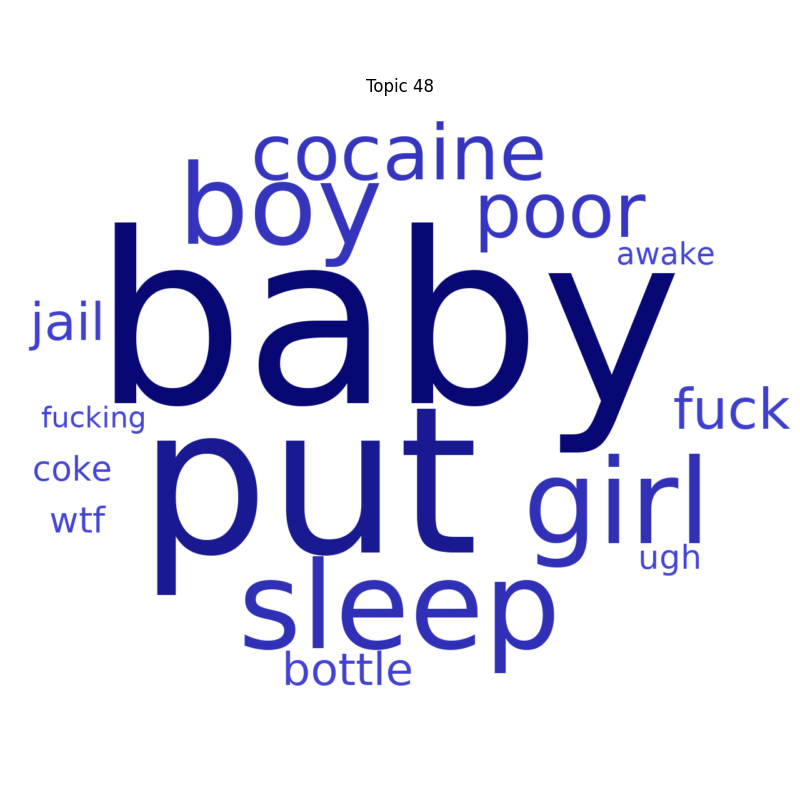 Topic 48
cocaine
boy
poor
awake
baby
jail
fuck
fucking
put
coke
girl
wtf
ugh
sleep
bottle